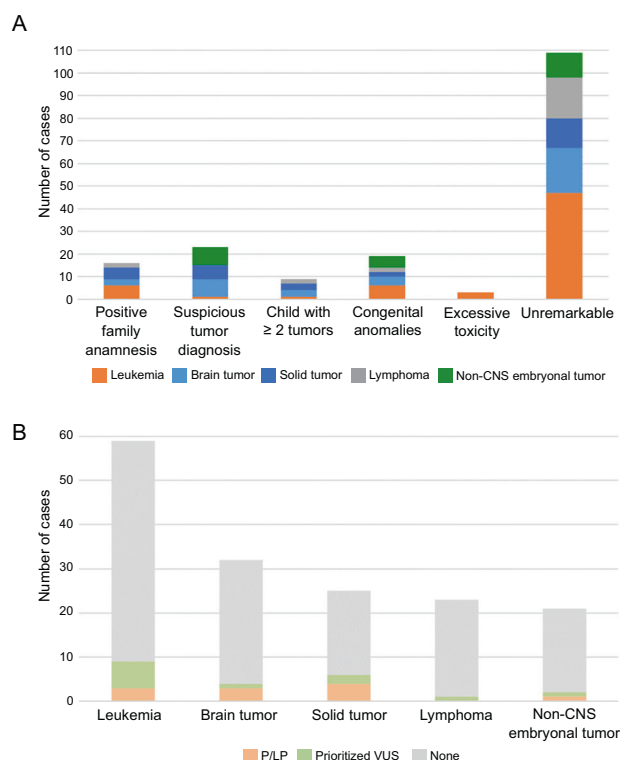 A
Number of cases
110
100
90
80
70
60
50
40
30
20
10
0
Positive family anamnesis
Suspicious tumor diagnosis
Child with ≥ 2 tumors
Congenital anomalies
Excessive toxicity
Unremarkable
Leukemia Brain tumor Solid tumor Lymphoma Non-CNS embryonal tumor
B
Number of cases
60
50
40
30
20
10
0
Leukemia
Brain tumor
Solid tumor
Lymphoma
Non-CNS
embryonal tumor
P/LP Prioritized VUS None